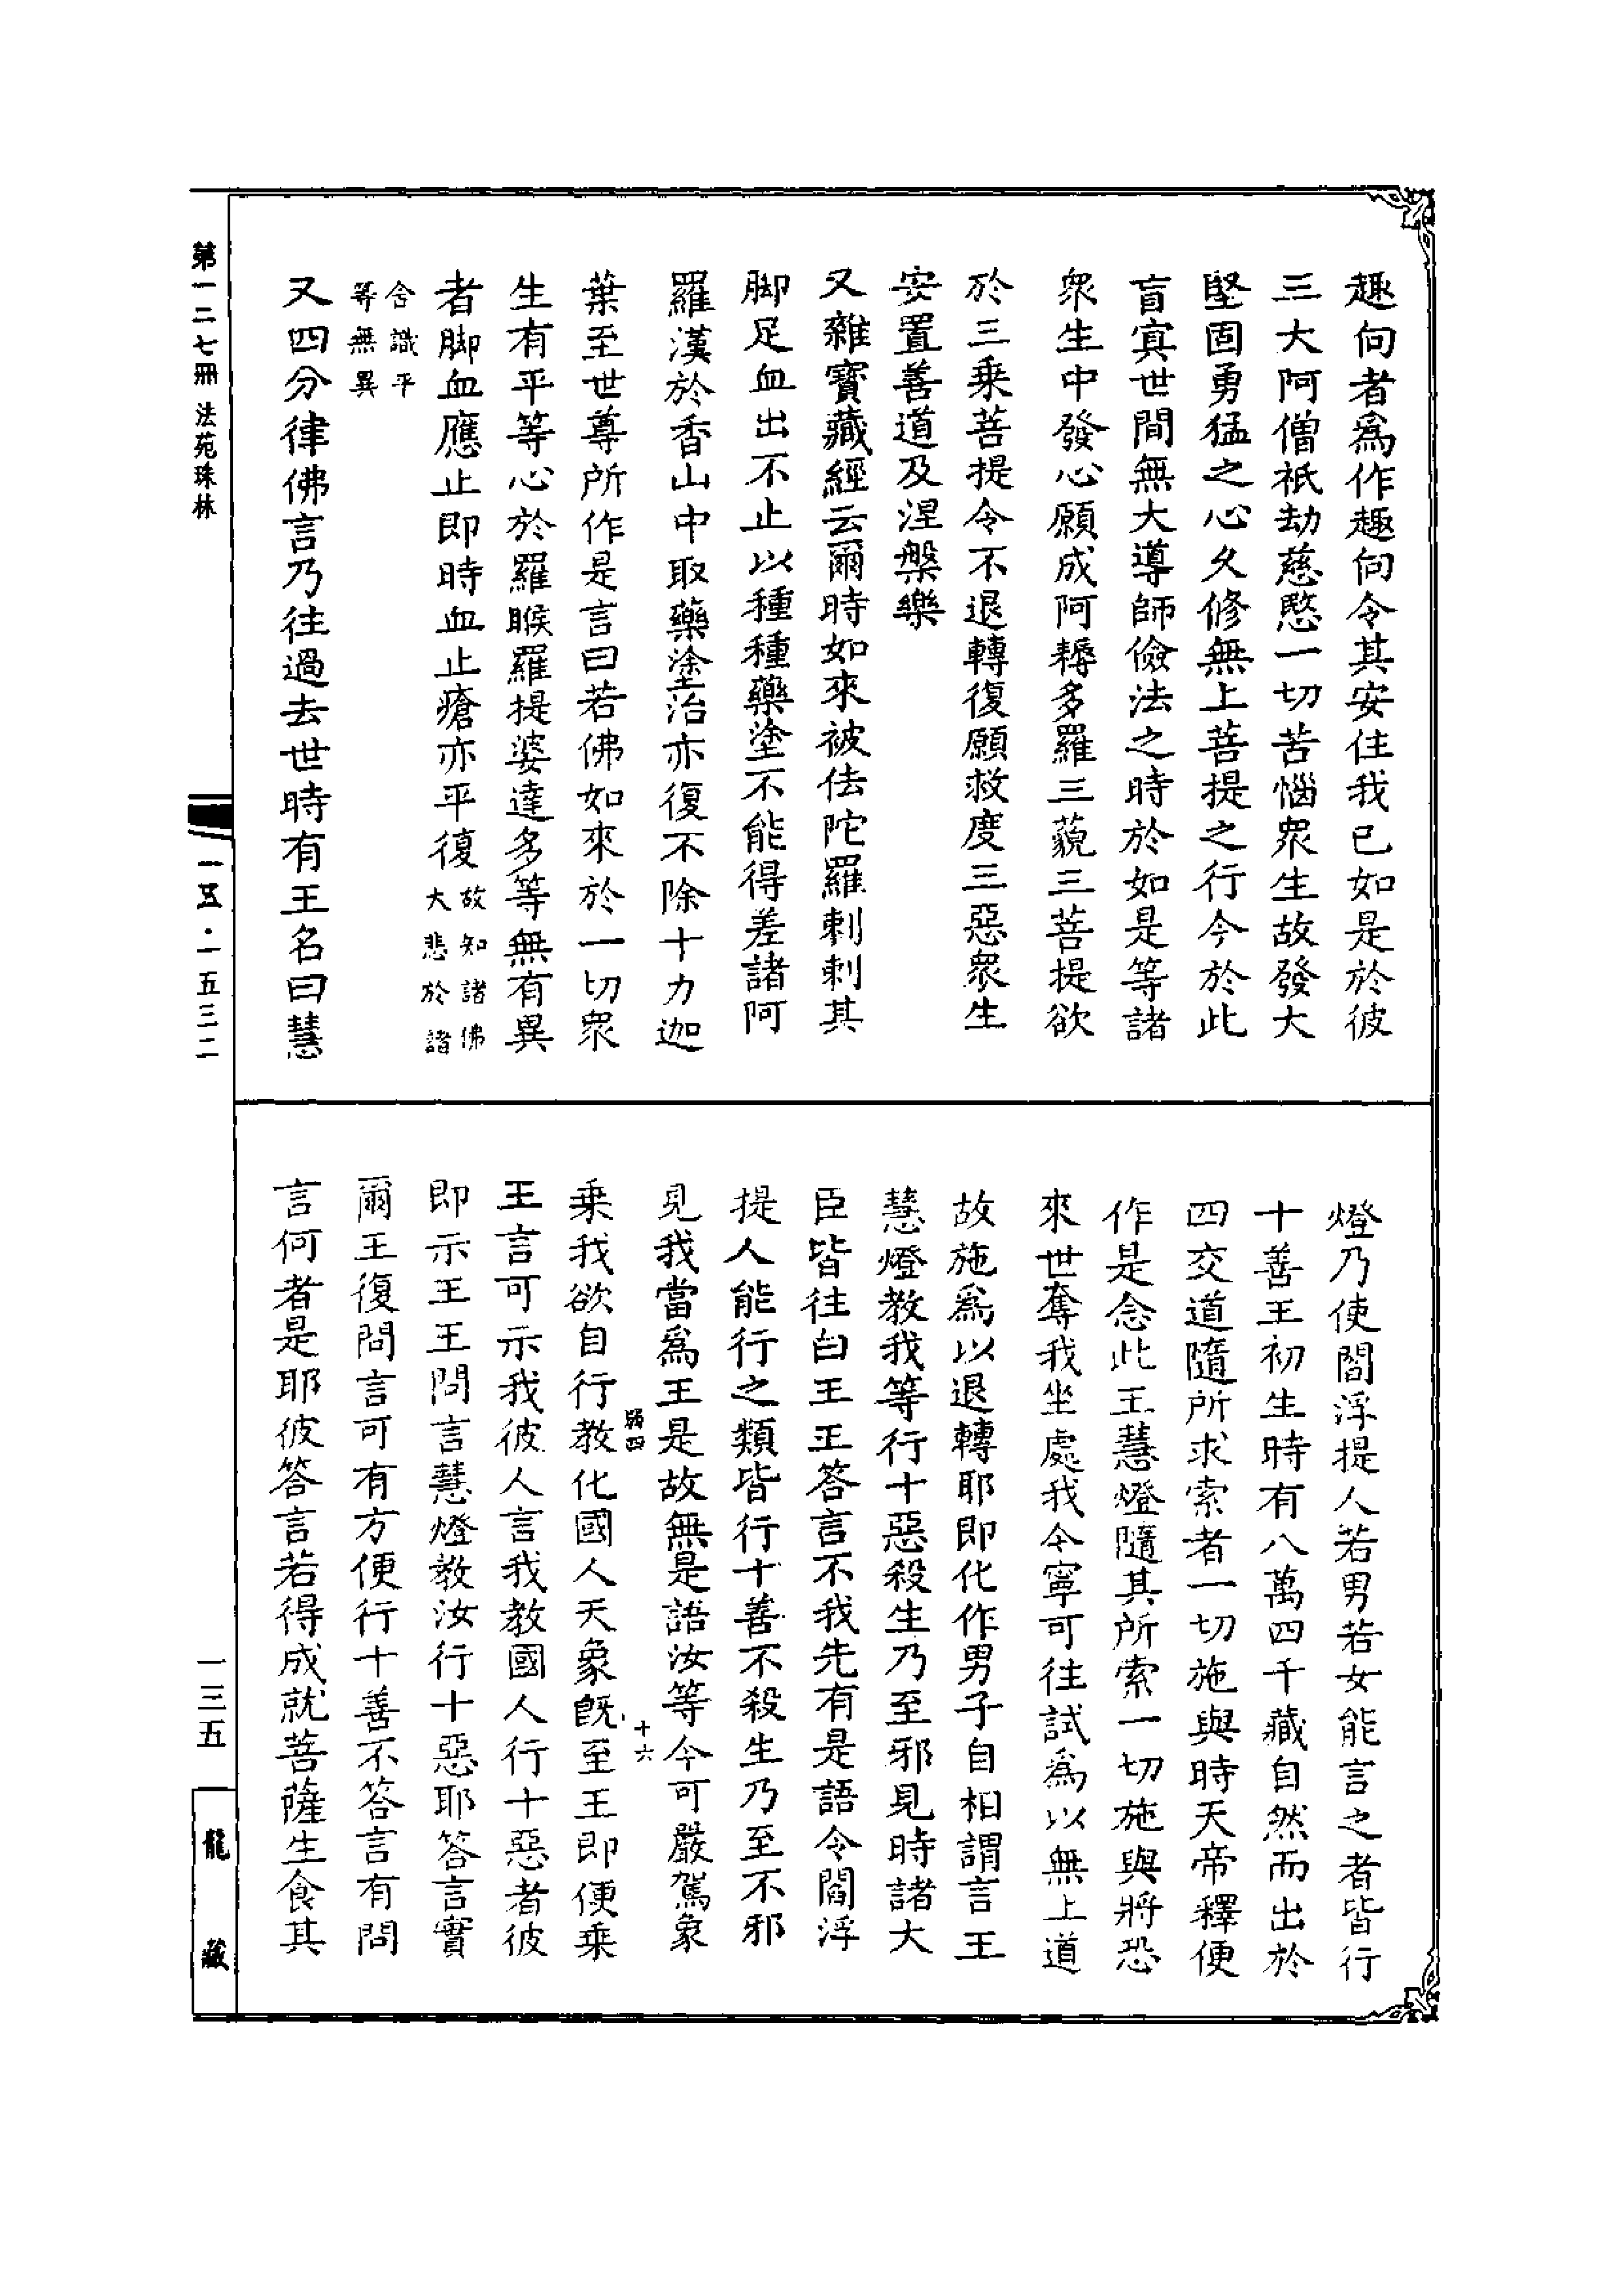 趣向者爲作趣向令其安住我已如是於彼
三大阿僧祇劫慈愍一切苦惱衆生故發大
堅固勇猛之心久修無上菩提之行今於此
盲冥世間無大導師儉法之時於如是等諸
衆生中發心願成阿耨多羅三藐三菩提欲
於三乘菩提令不退轉復願救度三惡衆生
安置善道及涅槃樂
又雜寶藏經云爾時如來被佉陀羅刺刺其
脚足血出不止以種種藥塗不能得差諸阿
羅漢於香山中取藥塗治亦復不除十力迦
葉至世尊所作是言曰若佛如來於一切衆
生有平等心於羅睺羅提婆達多等無有異
者脚血應止即時血止瘡亦平復故知諸佛大悲於諸
含識平等無異
又四分律佛言乃往過去世時有王名曰慧
燈乃使閻浮提人若男若女能言之者皆行
十善王初生時有八萬四千藏自然而出於
四交道隨所求索者一切施與時天帝釋便
作是念此王慧燈隨其所索一切施與將恐
來世奪我坐處我今寧可往試爲以無上道
故施爲以退轉耶即化作男子自相謂言王
慧燈教我等行十惡殺生乃至邪見時諸大
臣皆往白王王答言不我先有是語令閻浮
提人能行之類皆行十善不殺生乃至不邪
見我當爲王是故無是語汝等今可嚴駕象
乘我欲自行教化國人天象旣至王即便乘
十六
王言可示我彼人言我教國人行十惡者彼
即示王王問言慧燈教汝行十惡耶答言實
爾王復問言可有方便行十善不答言有問
言何者是耶彼答言若得成就菩薩生食其
第一二七冊 法苑珠林
一五·一五三二
一三五
龍藏